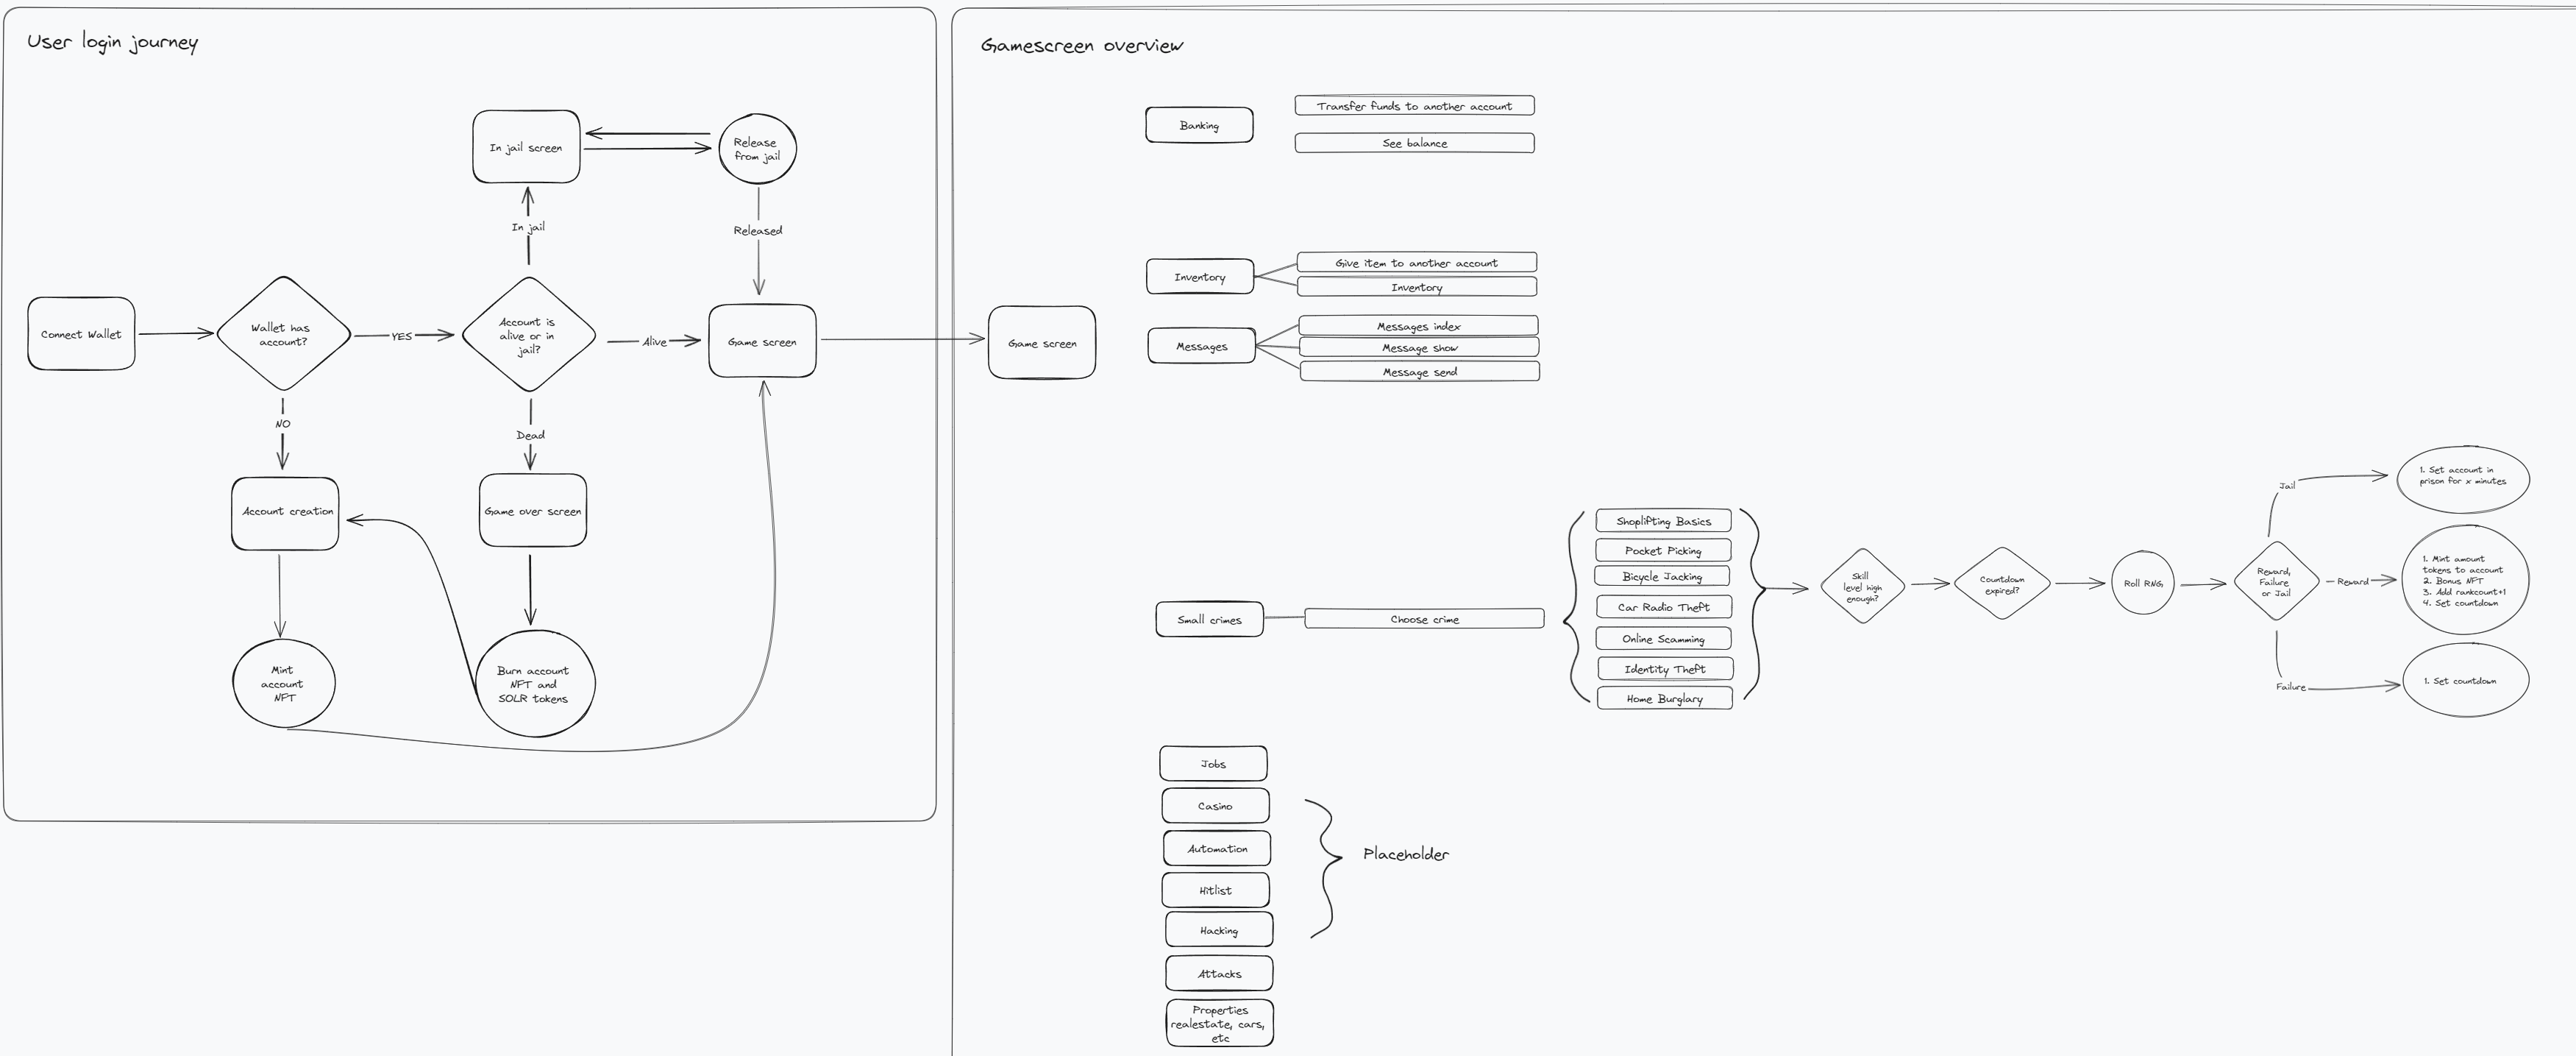 User login journey
Connect Wallet
Wallet has
account?
YES
NO
Account is
alive or in
jail?
In jail
In jail screen
Release
from jail
Released
Alive
Game screen
Dead
Game over screen
Burn account
NFT and
SOLR tokens
Account creation
Mint
account
NFT
Gamescreen overview
Game screen
Banking
Transfer funds to another account
See balance
Inventory
Give item to another account
Inventory
Messages
Messages index
Message show
Message send
Small crimes
Choose crime
Shoplifting Basics
Pocket Picking
Bicycle Jacking
Car Radio Theft
Online Scamming
Identity Theft
Home Burglary
Skill
level high
enough?
Countdown
expired?
Roll RNG
Reward,
Failure
or Jail
Jail
1. Set account in
prison for x minutes
Reward
1. Mint amount
tokens to account
2. Bonus NFT
3. Add rankcount+1
4. Set countdown
Failure
1. Set countdown
Jobs
Casino
Automation
Hitlist
Hacking
Attacks
Properties
realestate, cars,
etc
Placeholder